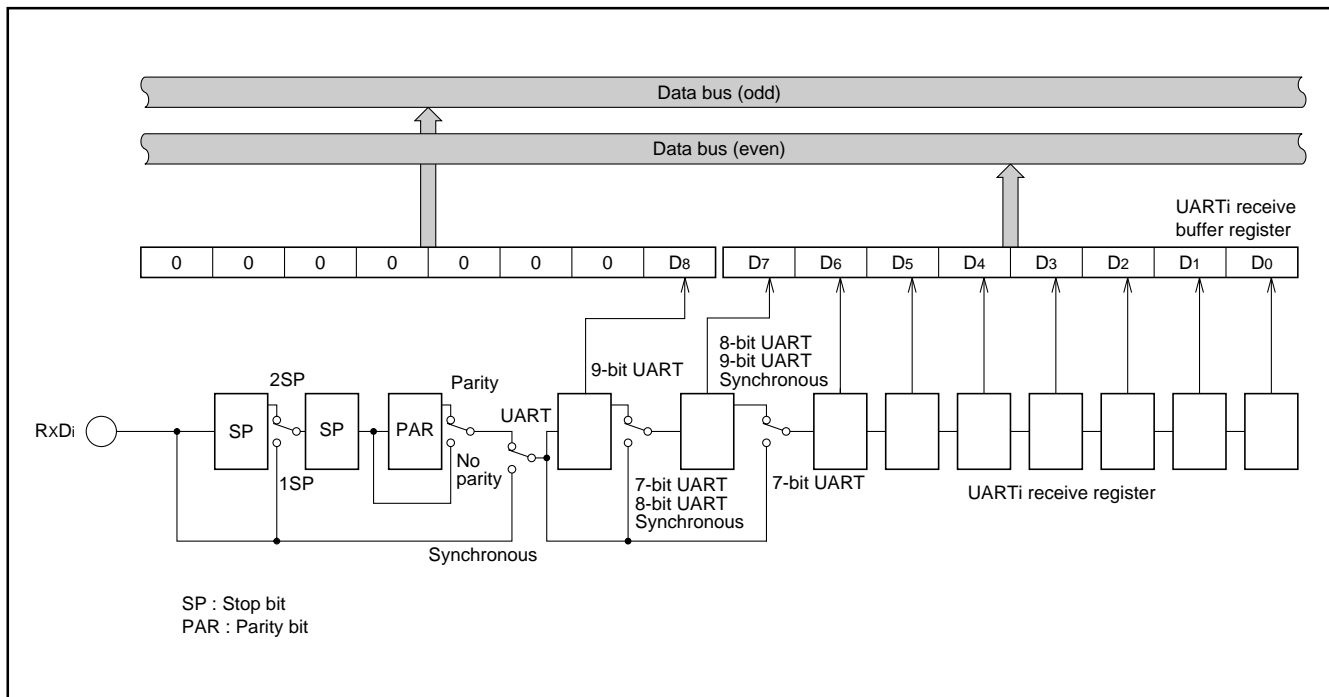 Data bus (odd)
Data bus (even)
UARTi receive
buffer register
0 0 0 0 0 0 0 D8 D7 D6 D5 D4 D3 D2 D1 D0
8-bit UART
9-bit UART
Synchronous
9-bit UART
2SP
Parity
UART
RxDi
SP
SP
PAR
1SP
No
parity
7-bit UART
8-bit UART
Synchronous
7-bit UART
UARTi receive register
Synchronous
SP : Stop bit
PAR : Parity bit